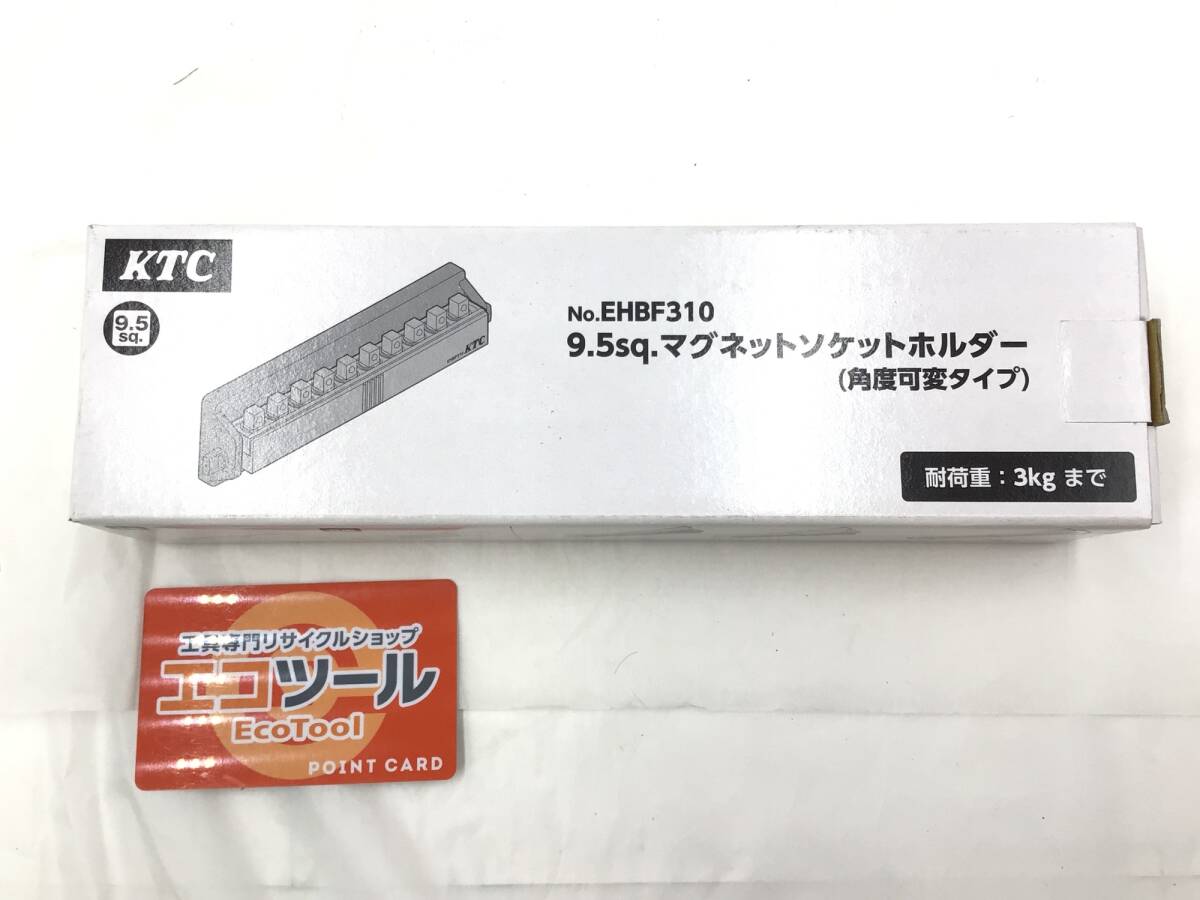 KTC
9.5
sq.
KTC
No.EHBF310
9.5sq.マグネットソケットホルダー
(角度可変タイプ)
耐荷重：3kg まで
工具専門リサイクルショップ
エコツール
EcoTool
POINT CARD